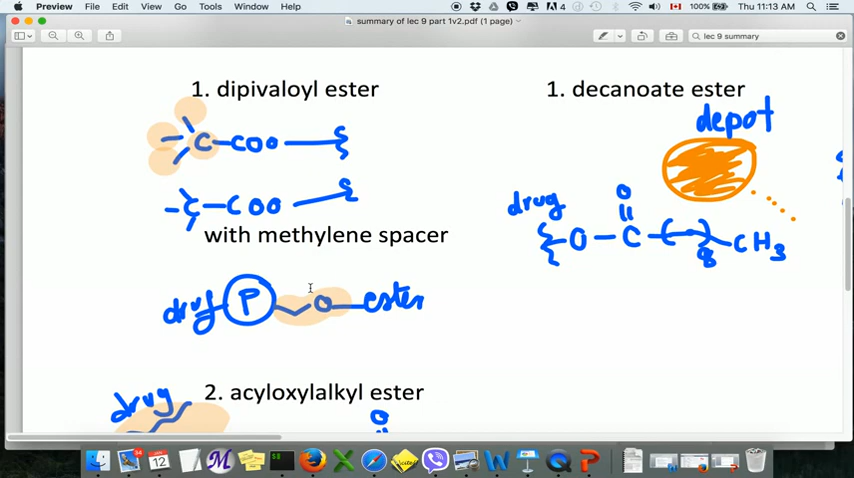 Preview File Edit View Go Tools Window Help
4 100% Thu 11:13 AM
summary of lec 9 part 1v2.pdf (1 page)
lec 9 summary
1. dipivaloyl ester
C-COO
-C-COO
with methylene spacer
drug P O ester
2. acyloxylalkyl ester
drug
O
1. decanoate ester
depot
drug
O
O-C-( )8 CH3
12